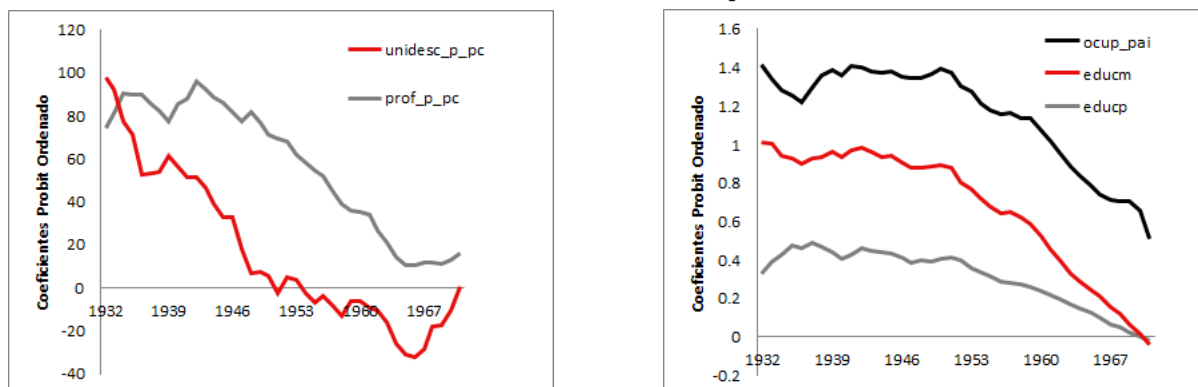 Coeficientes Probit Ordenado
120
100
80
60
40
20
0
-20
-40
1932 1939 1946 1953 1960 1967
unidesc_p_pc
prof_p_pc
Coeficientes Probit Ordenado
1.6
1.4
1.2
1
0.8
0.6
0.4
0.2
0
-0.2
1932 1939 1946 1953 1960 1967
ocup_pai
educm
educp